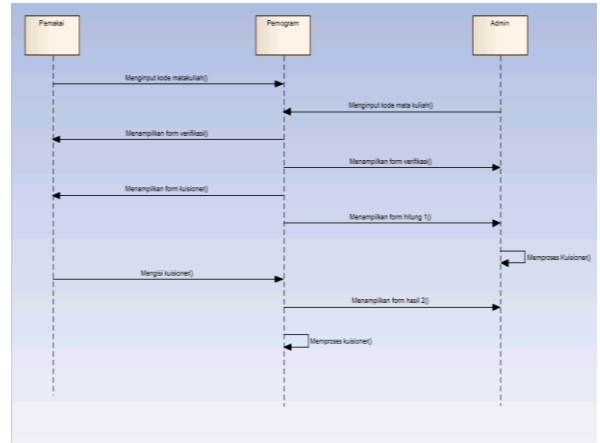 Pemakai
Pemogram
Admin
Menginput kode matakuliah()
Menginput kode mata kuliah()
Menampilkan form verifikasi()
Menampilkan form verifikasi()
Menampilkan form kuisioner()
Menampilkan form hitung 1()
Memproses Kuisioner()
Mengisi kuisioner()
Menampilkan form hasil 2()
Memproses kuisioner()